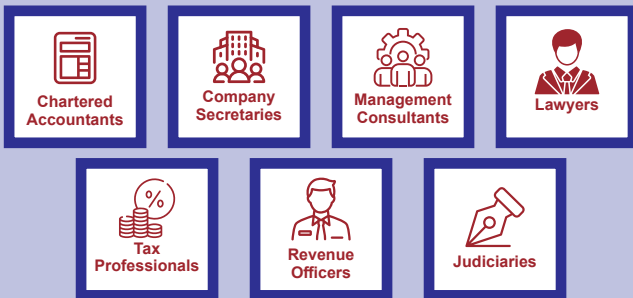 Chartered
Accountants
Company
Secretaries
Management
Consultants
Lawyers
%
Tax
Professionals
Revenue
Officers
Judiciaries